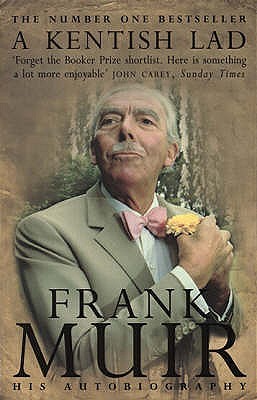 THE NUMBER ONE BESTSELLER
A KENTISH LAD
'Forget the Booker Prize shortlist. Here is something
a lot more enjoyable' JOHN CAREY, Sunday Times
FRANK
MUIR
HIS AUTOBIOGRAPHY